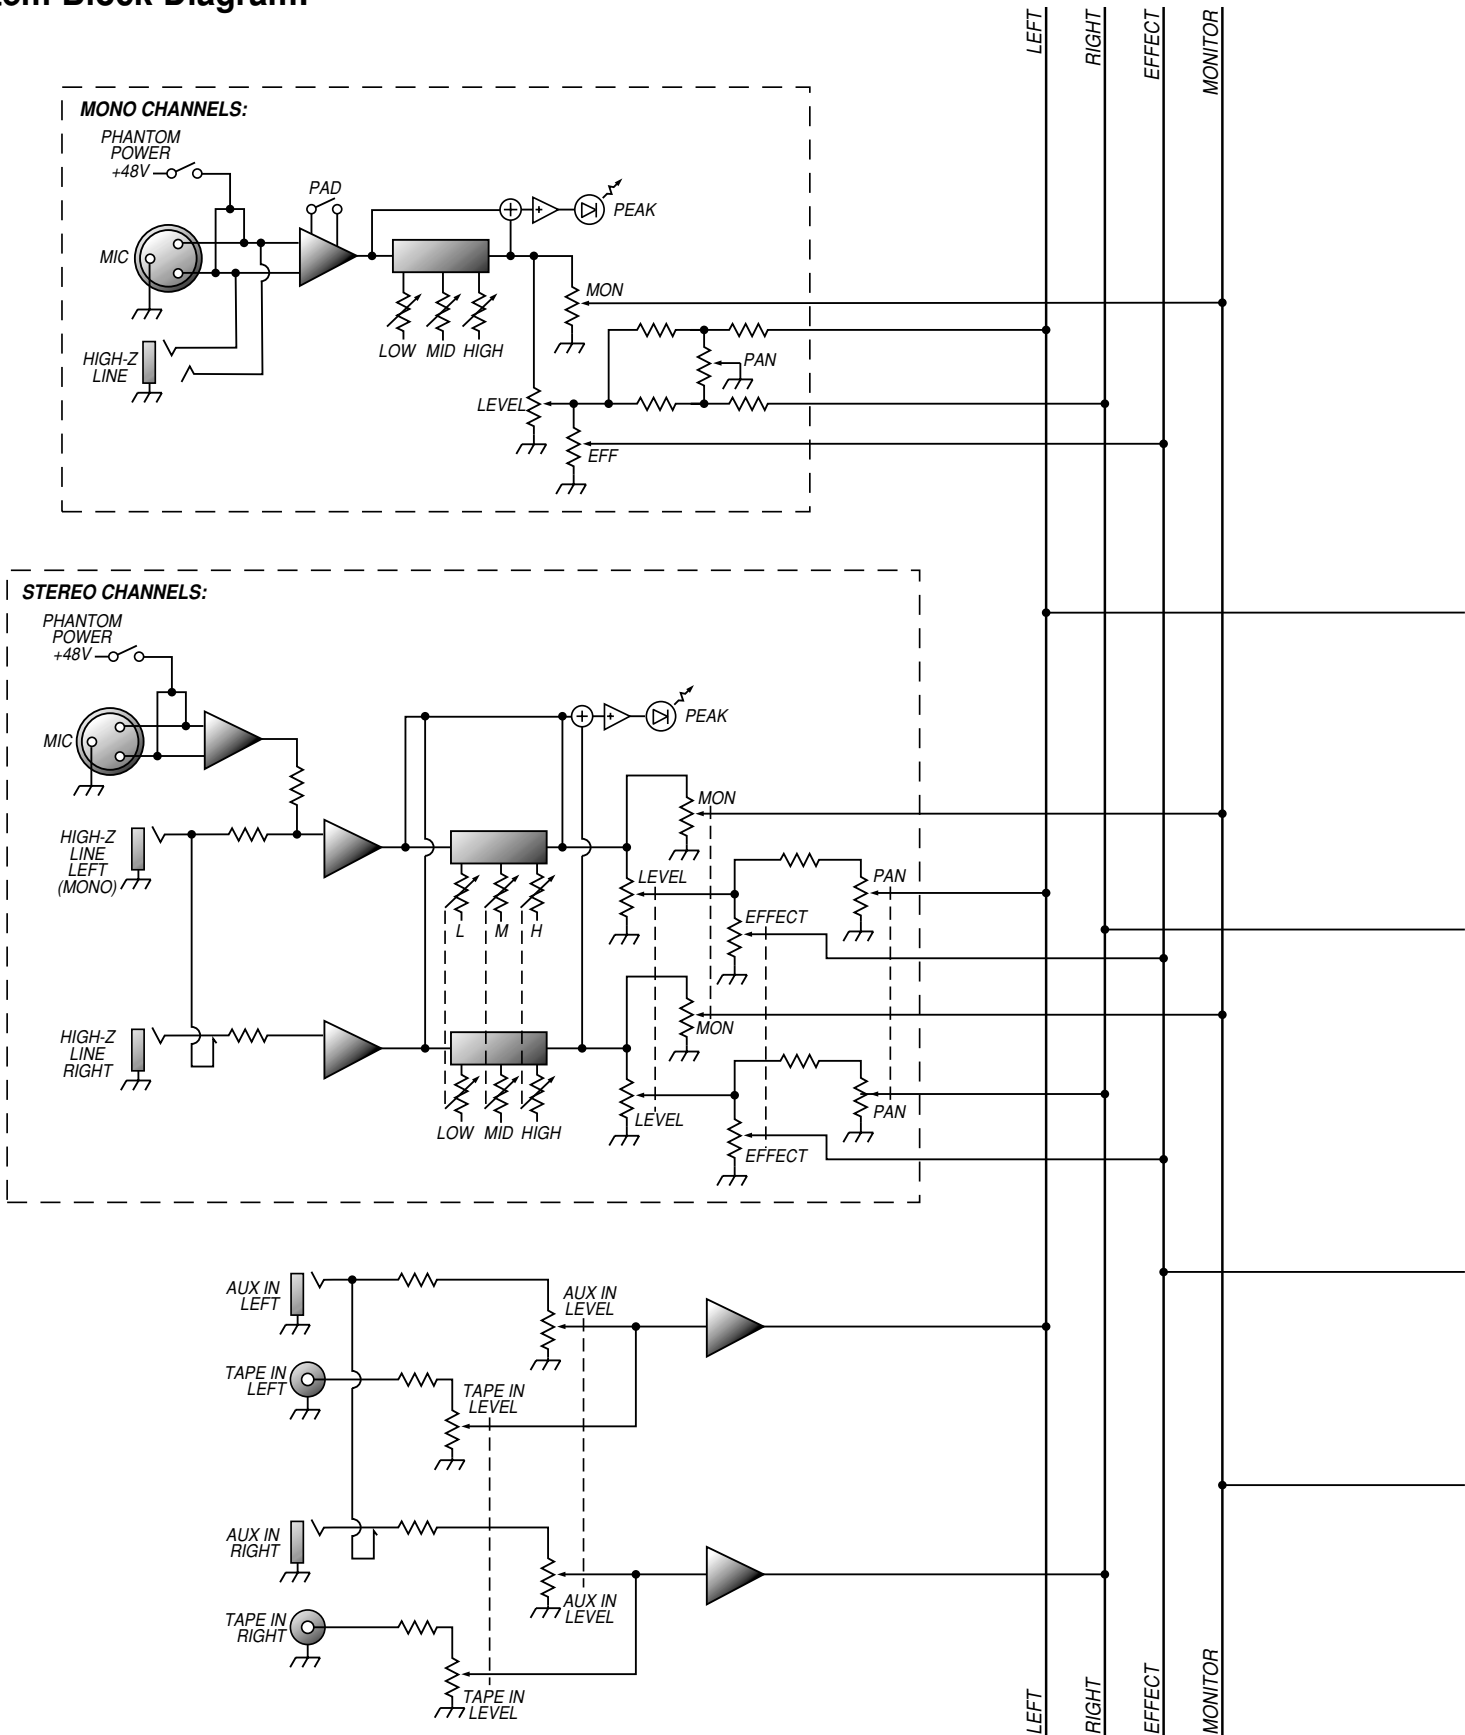 LEFT
RIGHT
EFFECT
MONITOR
MONO CHANNELS:
PHANTOM
POWER
+48V
PAD
PEAK
MIC
MON
LOW MID HIGH
HIGH-Z
LINE
PAN
LEVEL
EFF
STEREO CHANNELS:
PHANTOM
POWER
+48V
PEAK
MIC
MON
HIGH-Z
LINE
LEFT
(MONO)
LEVEL
PAN
L M H
EFFECT
HIGH-Z
LINE
RIGHT
MON
LOW MID HIGH
LEVEL
PAN
EFFECT
AUX IN
LEFT
AUX IN
LEVEL
TAPE IN
LEFT
TAPE IN
LEVEL
AUX IN
RIGHT
AUX IN
LEVEL
TAPE IN
RIGHT
TAPE IN
LEVEL
LEFT
RIGHT
EFFECT
MONITOR